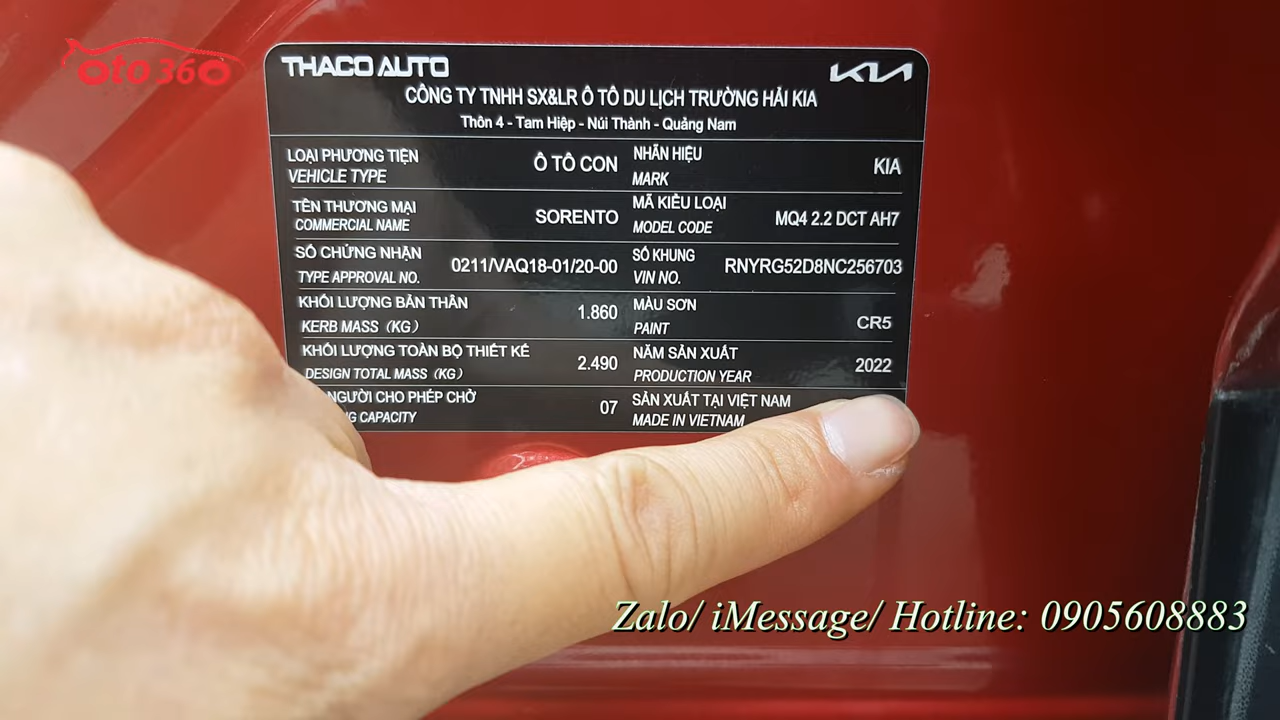 oto360
THACO AUTO
KIA
CÔNG TY TNHH SX&LR Ô TÔ DU LỊCH TRƯỜNG HẢI KIA
Thôn 4 - Tam Hiệp - Núi Thành - Quảng Nam
LOẠI PHƯƠNG TIỆN
VEHICLE TYPE
Ô TÔ CON
NHÃN HIỆU
MARK
KIA
TÊN THƯƠNG MẠI
COMMERCIAL NAME
SORENTO
MÃ KIỂU LOẠI
MODEL CODE
MQ4 2.2 DCT AH7
SỐ CHỨNG NHẬN
TYPE APPROVAL NO.
0211/VAQ18-01/20-00
SỐ KHUNG
VIN NO.
RNYRG52D8NC256703
KHỐI LƯỢNG BẢN THÂN
KERB MASS (KG)
1.860
MÀU SƠN
PAINT
CR5
KHỐI LƯỢNG TOÀN BỘ THIẾT KẾ
DESIGN TOTAL MASS (KG)
2.490
NĂM SẢN XUẤT
PRODUCTION YEAR
2022
NGƯỜI CHO PHÉP CHỞ
CAPACITY
07
SẢN XUẤT TẠI VIỆT NAM
MADE IN VIETNAM
Zalo/ iMessage/ Hotline: 0905608883